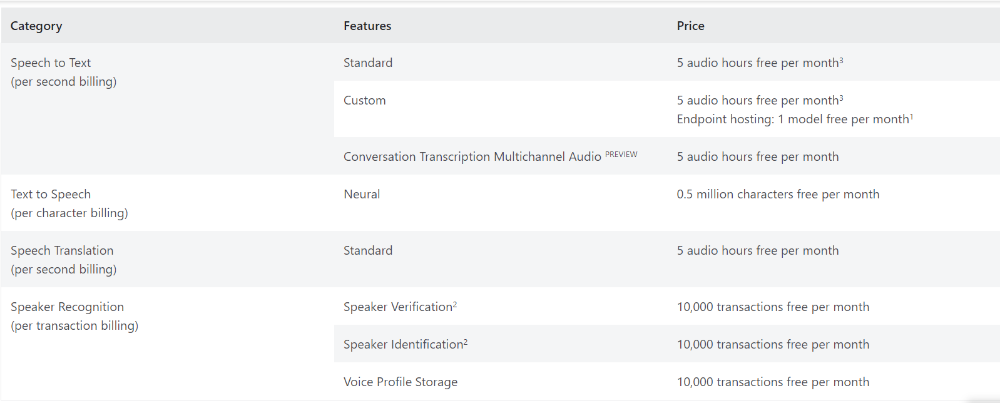 Category Features Price
Speech to Text Standard 5 audio hours free per month³
(per second billing)
Custom 5 audio hours free per month³
Endpoint hosting: 1 model free per month¹
Conversation Transcription Multichannel Audio PREVIEW 5 audio hours free per month
Text to Speech Neural 0.5 million characters free per month
(per character billing)
Speech Translation Standard 5 audio hours free per month
(per second billing)
Speaker Recognition Speaker Verification² 10,000 transactions free per month
(per transaction billing)
Speaker Identification² 10,000 transactions free per month
Voice Profile Storage 10,000 transactions free per month